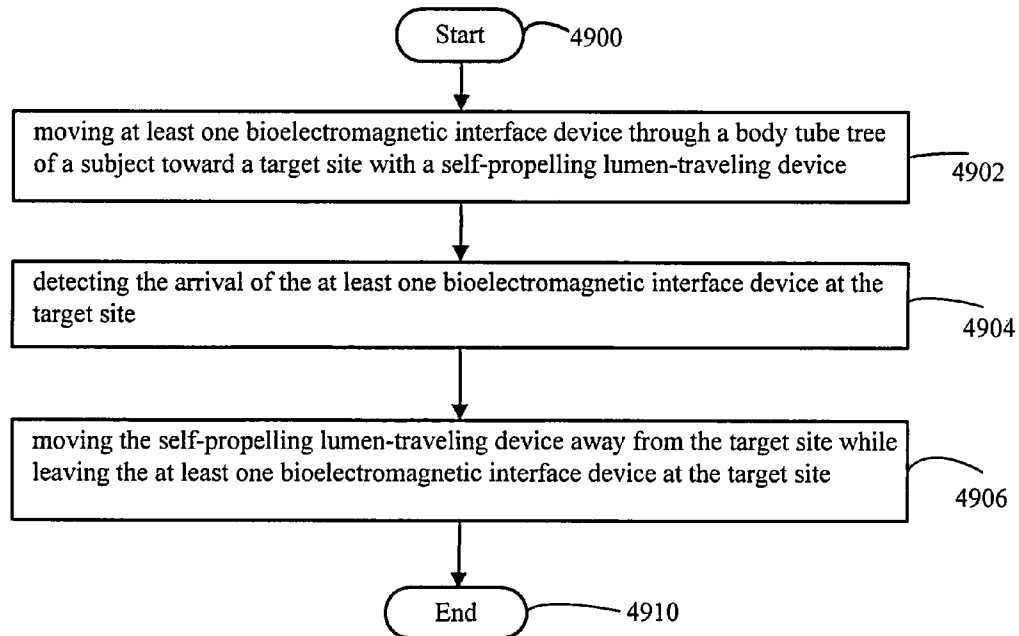 Start
4900
moving at least one bioelectromagnetic interface device through a body tube tree
of a subject toward a target site with a self-propelling lumen-traveling device
4902
detecting the arrival of the at least one bioelectromagnetic interface device at the
target site
4904
moving the self-propelling lumen-traveling device away from the target site while
leaving the at least one bioelectromagnetic interface device at the target site
4906
End
4910